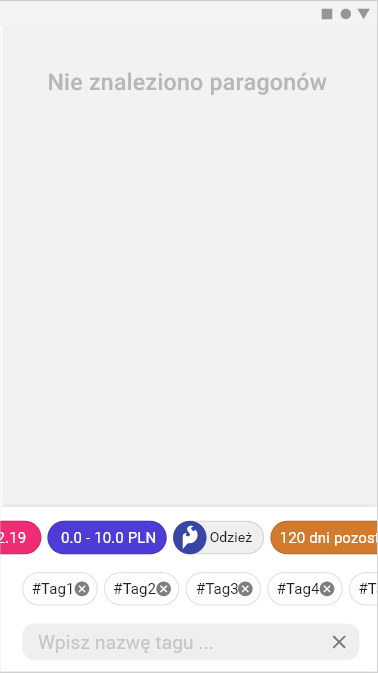 Nie znaleziono paragonów
2.19 0.0 - 10.0 PLN Odzież 120 dni pozost
#Tag1 #Tag2 #Tag3 #Tag4 #T
Wpisz nazwę tagu ...